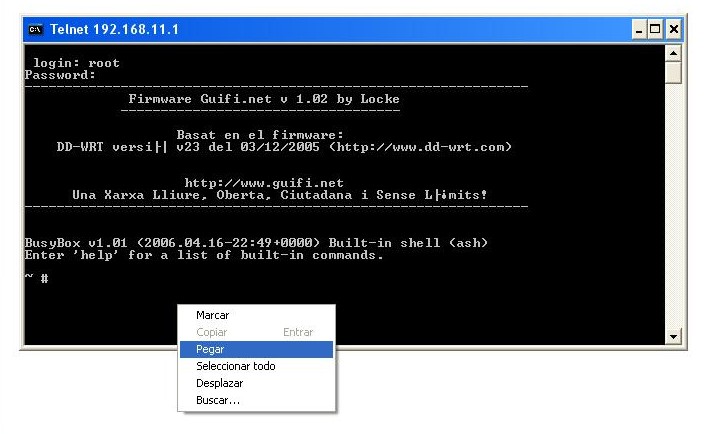 Telnet 192.168.11.1
login: root
Password:
Firmware Guifi.net v 1.02 by Locke
Basat en el firmware:
DD-WRT versi├║ v23 del 03/12/2005 (http://www.dd-wrt.com)
http://www.guifi.net
Una Xarxa Lliure, Oberta, Ciutadana i Sense L├¡mits!
BusyBox v1.01 (2006.04.16-22:49+0000) Built-in shell (ash)
Enter 'help' for a list of built-in commands.
~ #
Marcar
Copiar Entrar
Pegar
Seleccionar todo
Desplazar
Buscar...